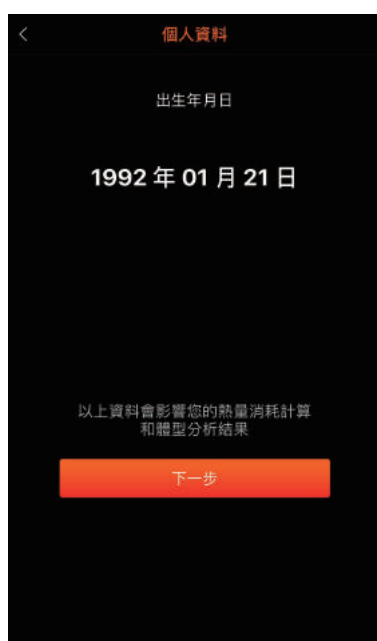 個人資料
出生年月日
1992 年 01 月 21 日
以上資料會影響您的熱量消耗計算
和體型分析結果
下一步